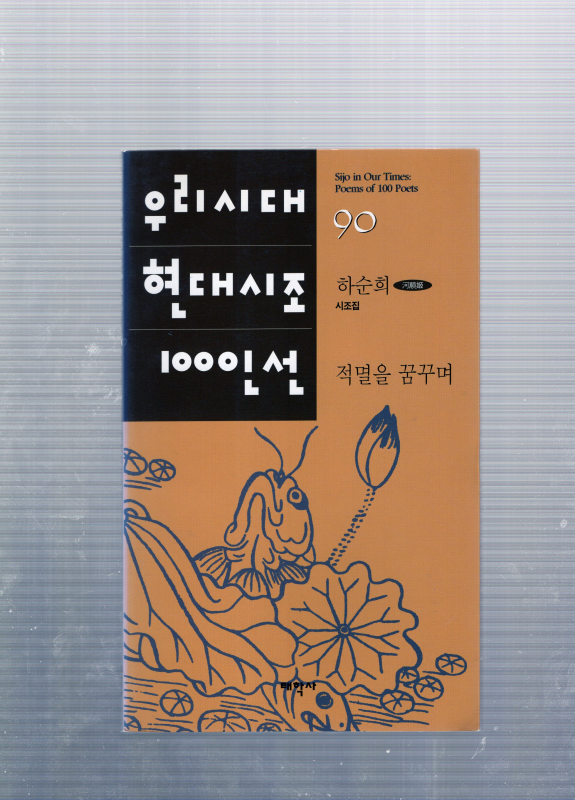 우리시대
현대시조
100인선
Sijo in Our Times:
Poems of 100 Poets
90
하순희 河順姬
시조집
적멸을 꿈꾸며
태학사